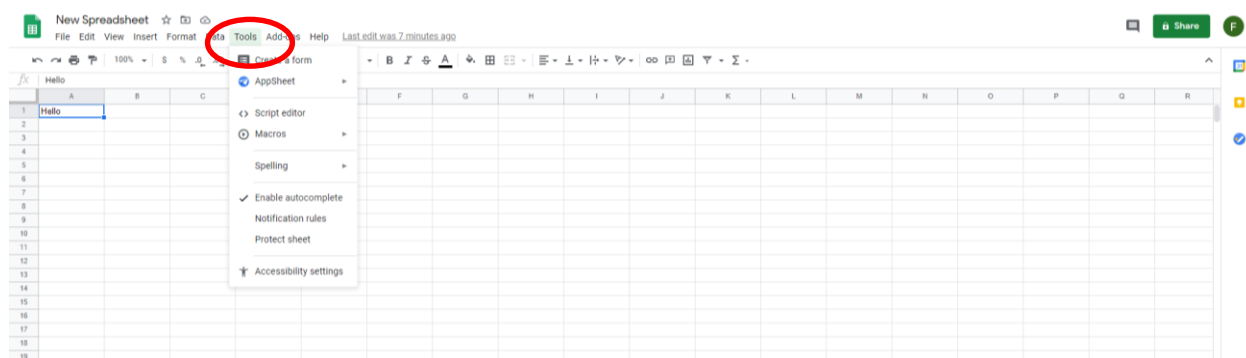 New Spreadsheet
File Edit View Insert Format Data Tools Add-ons Help Last edit was 7 minutes ago
Share
F
100% $ % .0 B I S A
fx Hello
A B C F G H I J K L M N O P Q R
1 Hello
2
3
4
5
6
7
8
9
10
11
12
13
14
15
16
17
18
19
Create a form
AppSheet
Script editor
Macros
Spelling
Enable autocomplete
Notification rules
Protect sheet
Accessibility settings